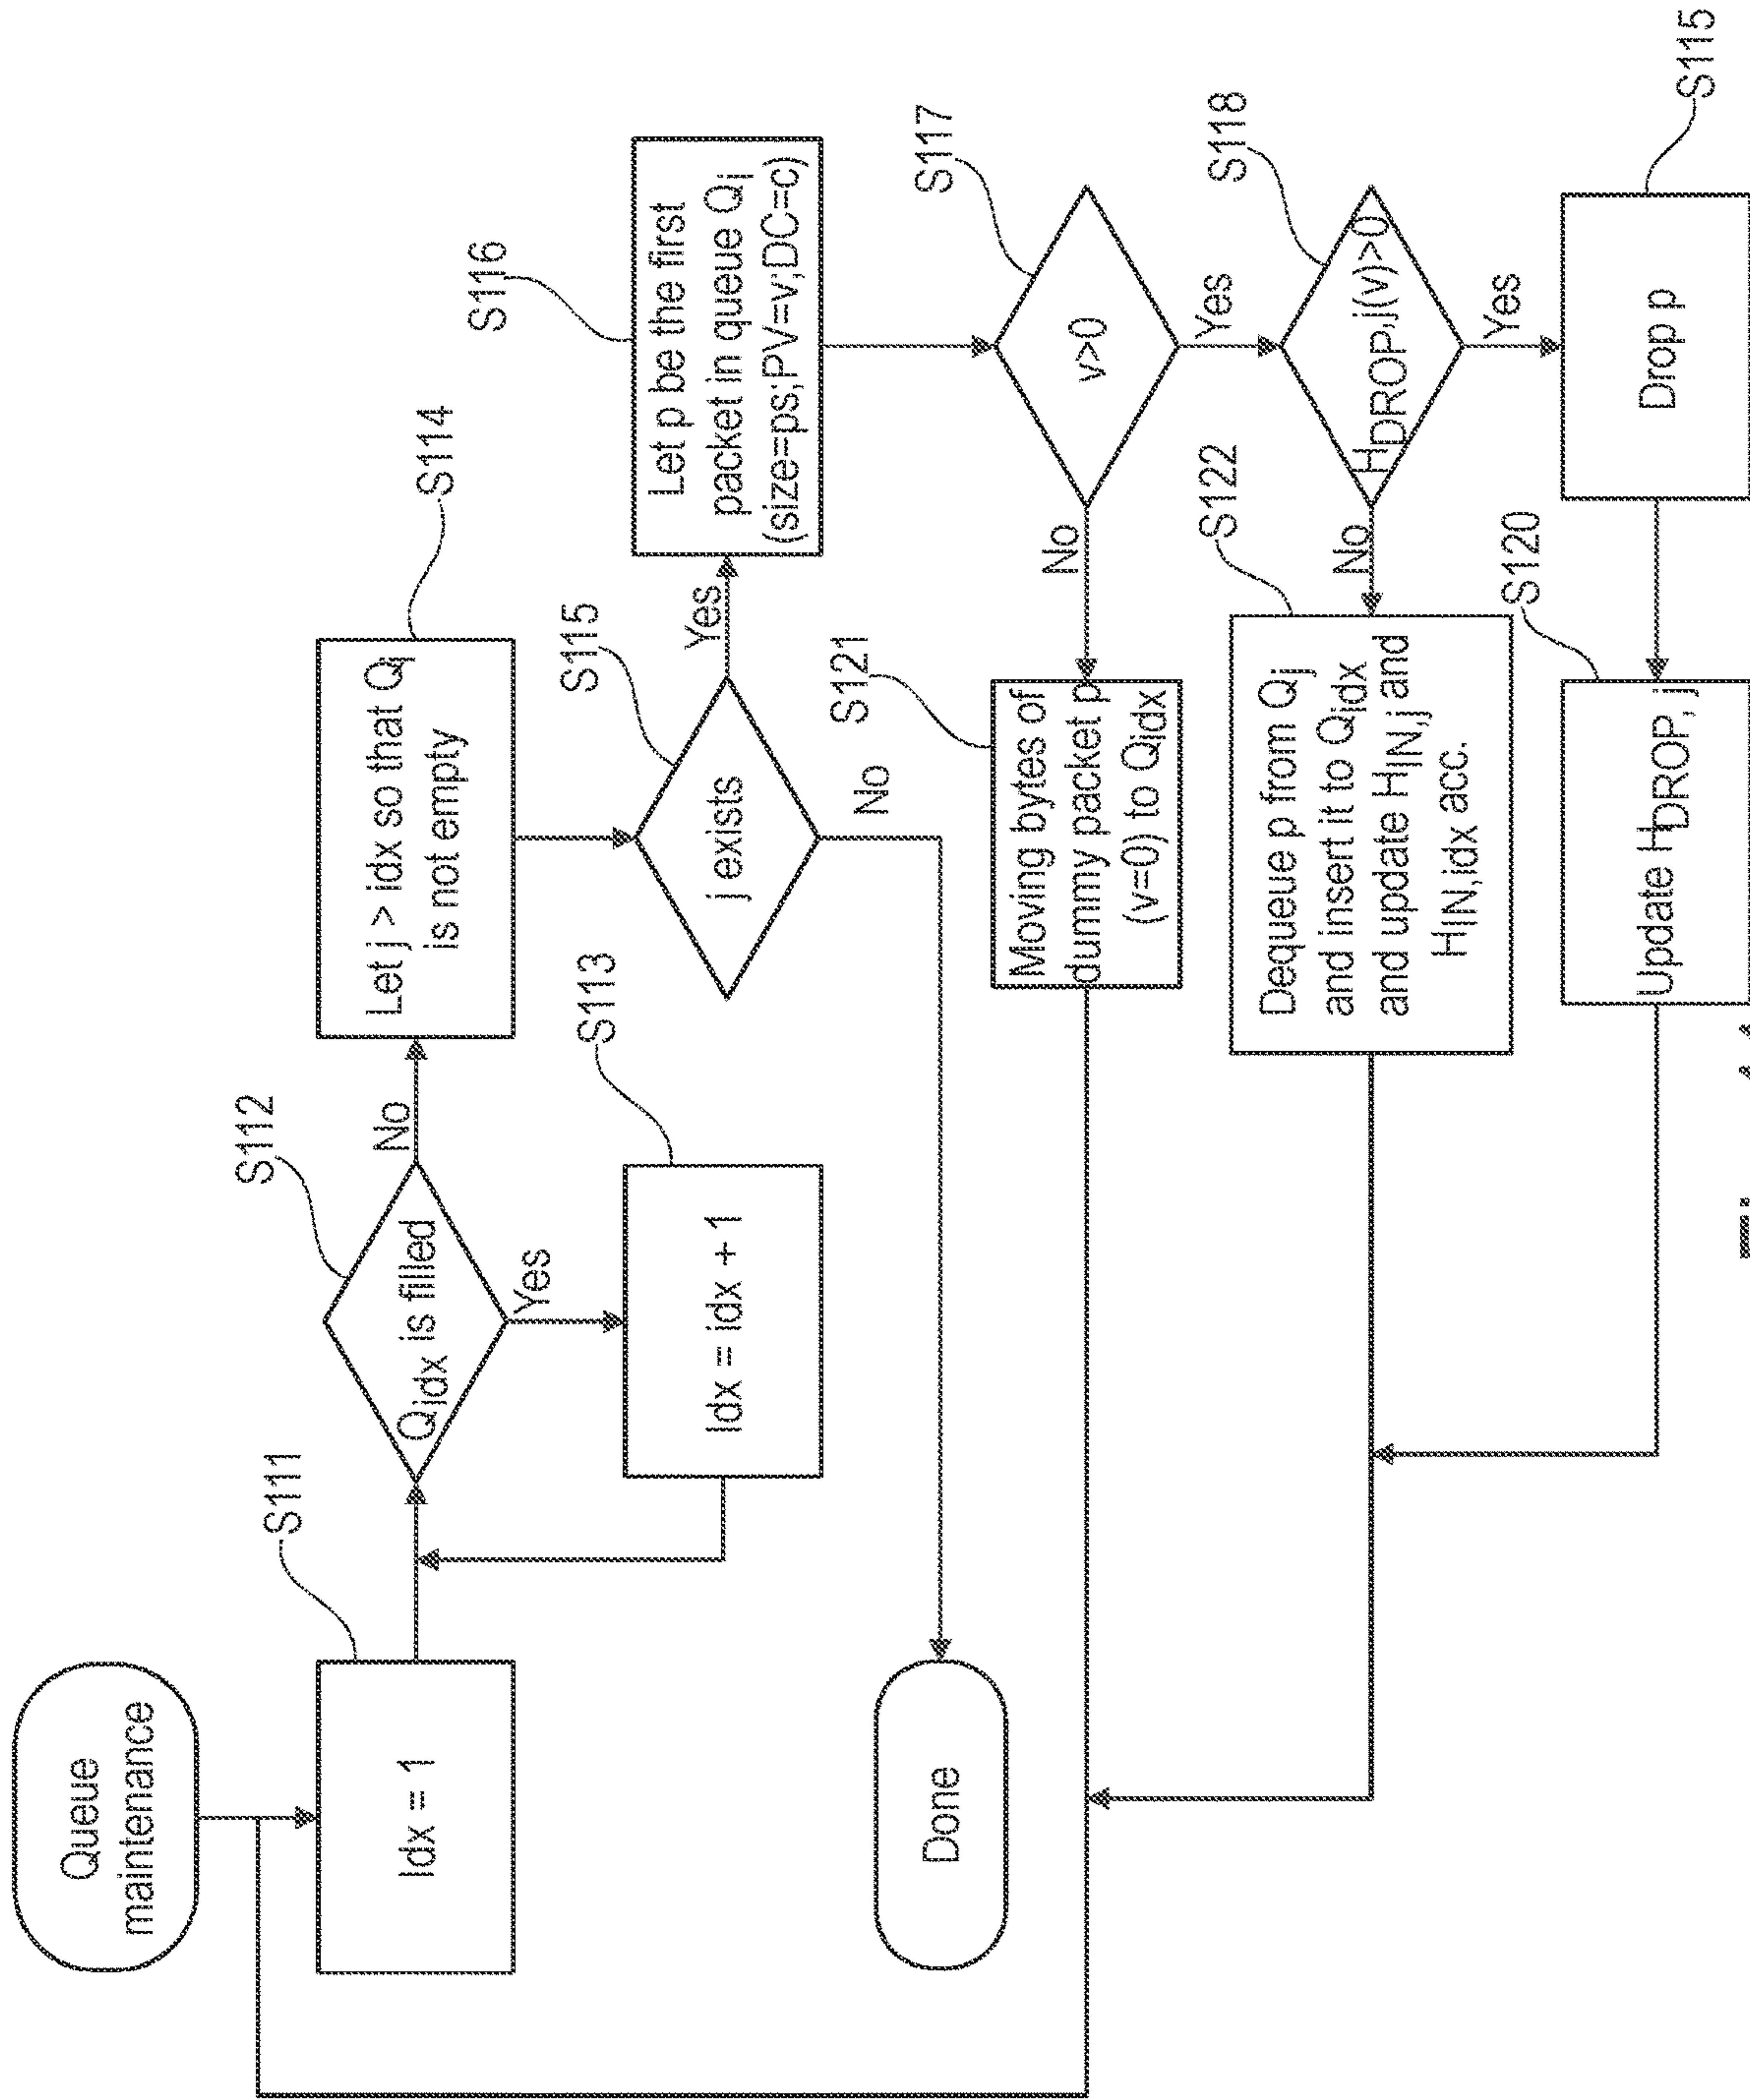 Queue
maintenance
S111
Idx = 1
S112
Qidx is filled
No
Yes
S113
Idx = idx + 1
S114
Let j > idx so that Qj
is not empty
S115
j exists
Yes
No
S116
Let p be the first
packet in queue Qj
(size=ps;PV=v;DC=c)
Done
S117
v>0
No
Yes
S121
Moving bytes of
dummy packet p
(v=0) to Qidx
S118
HDROP,j(v)>0
No
Yes
S122
Dequeue p from Qj
and insert it to Qidx
and update HIN,j and
HIN,idx acc.
S115
Drop p
S120
Update HDROP, j